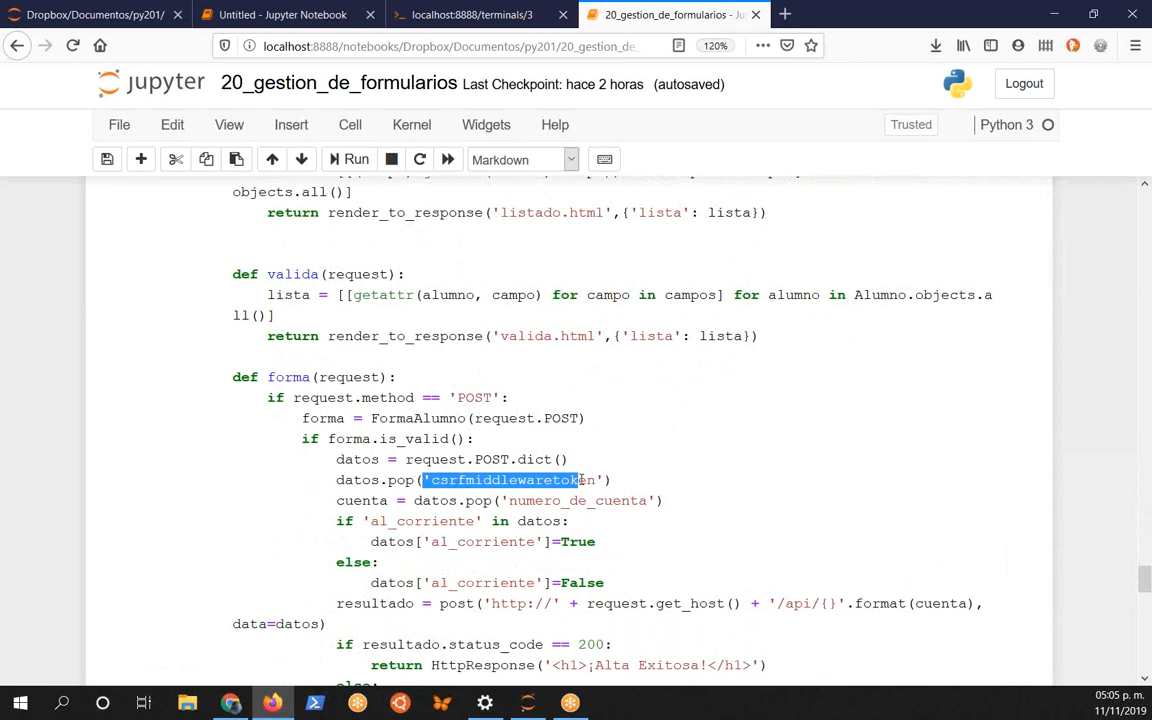 Dropbox/Documentos/py201/
Untitled - Jupyter Notebook
localhost:8888/terminals/3
20_gestion_de_formularios - Ju
localhost:8888/notebooks/Dropbox/Documentos/py201/20_gestion_de_
120%
jupyter 20_gestion_de_formularios Last Checkpoint: hace 2 horas (autosaved)
Logout
File Edit View Insert Cell Kernel Widgets Help
Trusted
Python 3
Run
Markdown
objects.all()]
return render_to_response('listado.html',{'lista': lista})
def valida(request):
lista = [[getattr(alumno, campo) for campo in campos] for alumno in Alumno.objects.a
ll()]
return render_to_response('valida.html',{'lista': lista})
def forma(request):
if request.method == 'POST':
forma = FormaAlumno(request.POST)
if forma.is_valid():
datos = request.POST.dict()
datos.pop('csrfmiddlewaretoken')
cuenta = datos.pop('numero_de_cuenta')
if 'al_corriente' in datos:
datos['al_corriente']=True
else:
datos['al_corriente']=False
resultado = post('http://' + request.get_host() + '/api/{}'.format(cuenta),
data=datos)
if resultado.status_code == 200:
return HttpResponse('<h1>¡Alta Exitosa!</h1>')
else:
05:05 p. m.
11/11/2019